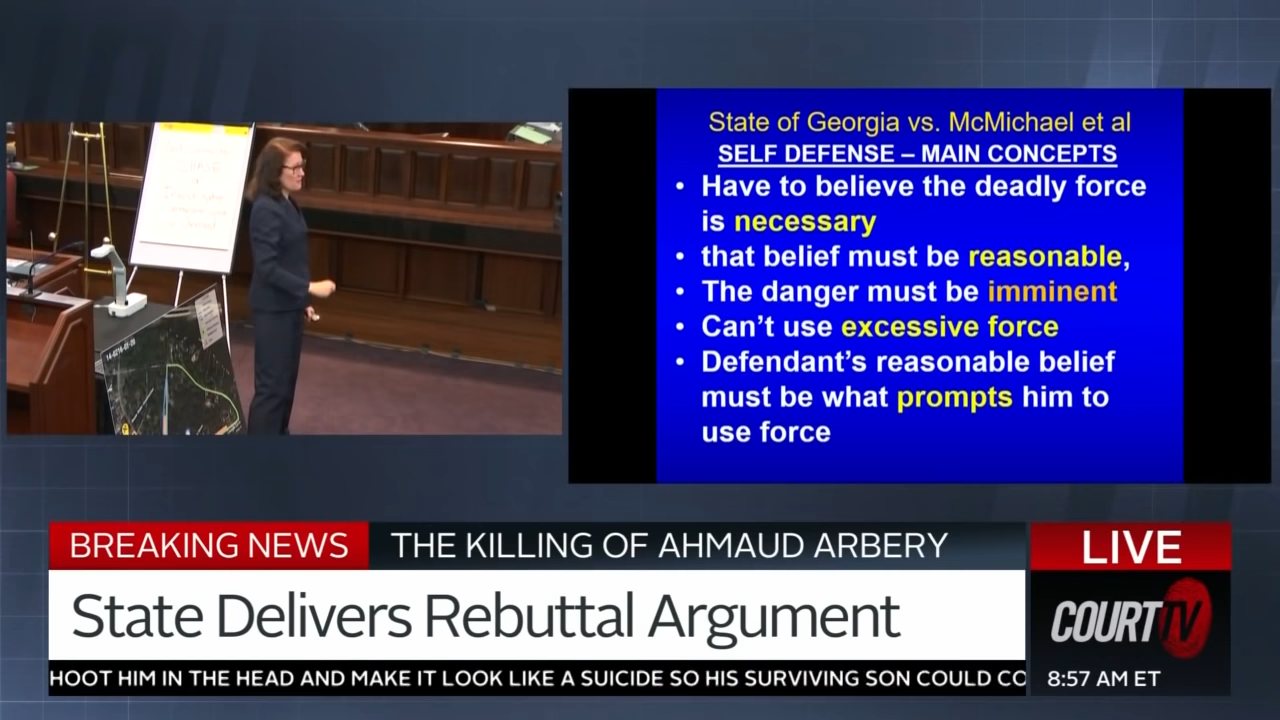 State of Georgia vs. McMichael et al
SELF DEFENSE – MAIN CONCEPTS
• Have to believe the deadly force
is necessary
• that belief must be reasonable,
• The danger must be imminent
• Can't use excessive force
• Defendant's reasonable belief
must be what prompts him to
use force
BREAKING NEWS
THE KILLING OF AHMAUD ARBERY
LIVE
State Delivers Rebuttal Argument
COURT TV
HOOT HIM IN THE HEAD AND MAKE IT LOOK LIKE A SUICIDE SO HIS SURVIVING SON COULD CO
8:57 AM ET